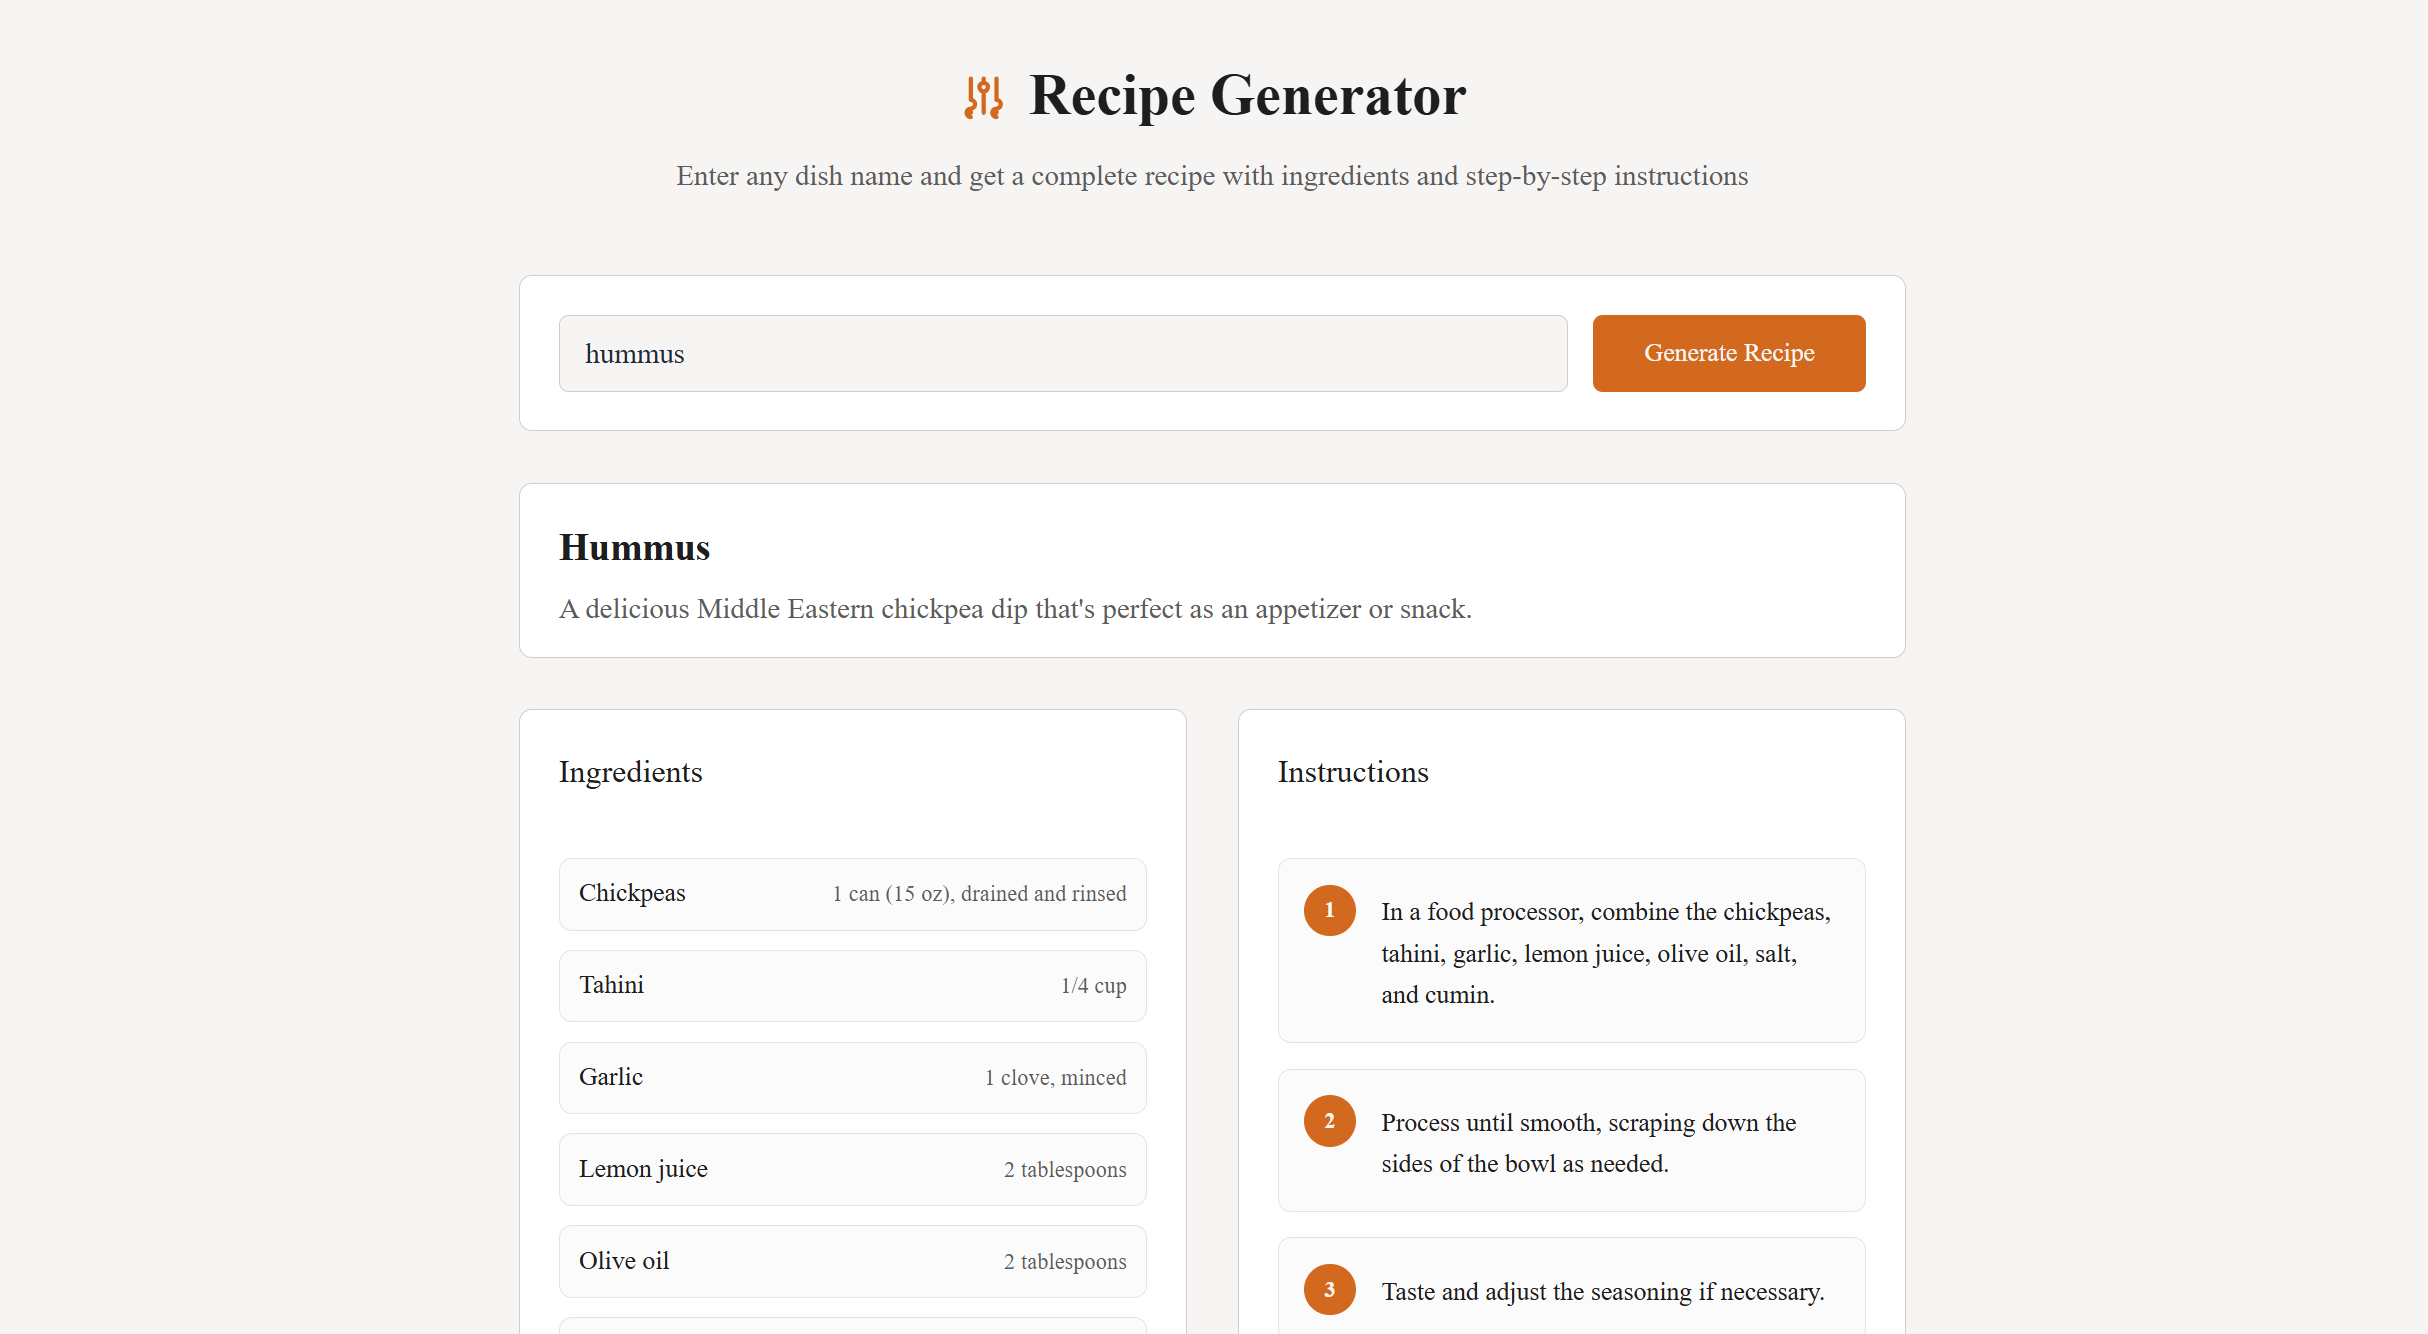 Recipe Generator
Enter any dish name and get a complete recipe with ingredients and step-by-step instructions
hummus
Generate Recipe
Hummus
A delicious Middle Eastern chickpea dip that's perfect as an appetizer or snack.
Ingredients
Chickpeas 1 can (15 oz), drained and rinsed
Tahini 1/4 cup
Garlic 1 clove, minced
Lemon juice 2 tablespoons
Olive oil 2 tablespoons
Instructions
1 In a food processor, combine the chickpeas,
tahini, garlic, lemon juice, olive oil, salt,
and cumin.
2 Process until smooth, scraping down the
sides of the bowl as needed.
3 Taste and adjust the seasoning if necessary.